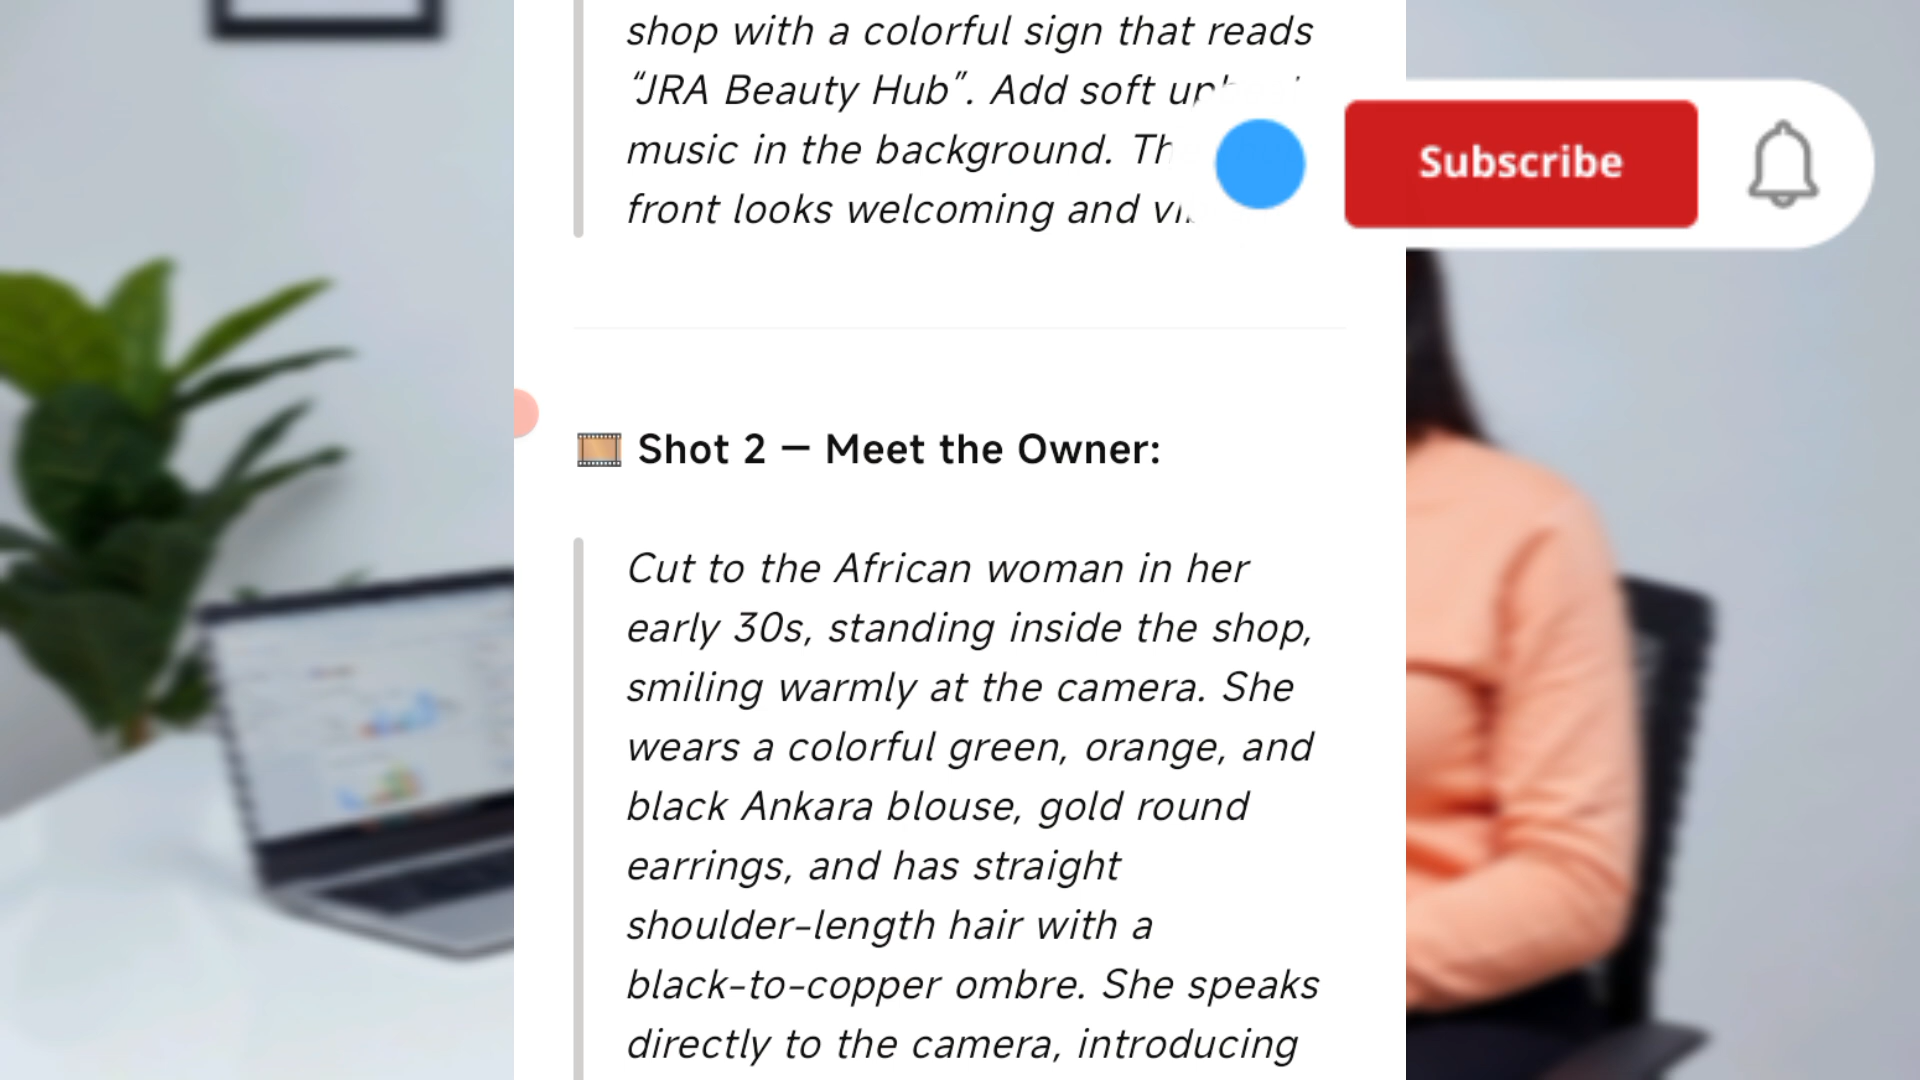 shop with a colorful sign that reads
“JRA Beauty Hub”. Add soft
music in the background.
front looks welcoming and
Subscribe
🎞️ Shot 2 — Meet the Owner:
Cut to the African woman in her
early 30s, standing inside the shop,
smiling warmly at the camera. She
wears a colorful green, orange, and
black Ankara blouse, gold round
earrings, and has straight
shoulder-length hair with a
black-to-copper ombre. She speaks
directly to the camera, introducing